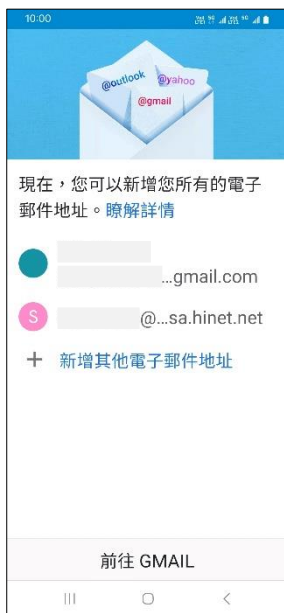 10:00
@outlook
@yahoo
@gmail
現在，您可以新增您所有的電子
郵件地址。瞭解詳情
...gmail.com
S
@...sa.hinet.net
+ 新增其他電子郵件地址
前往 GMAIL